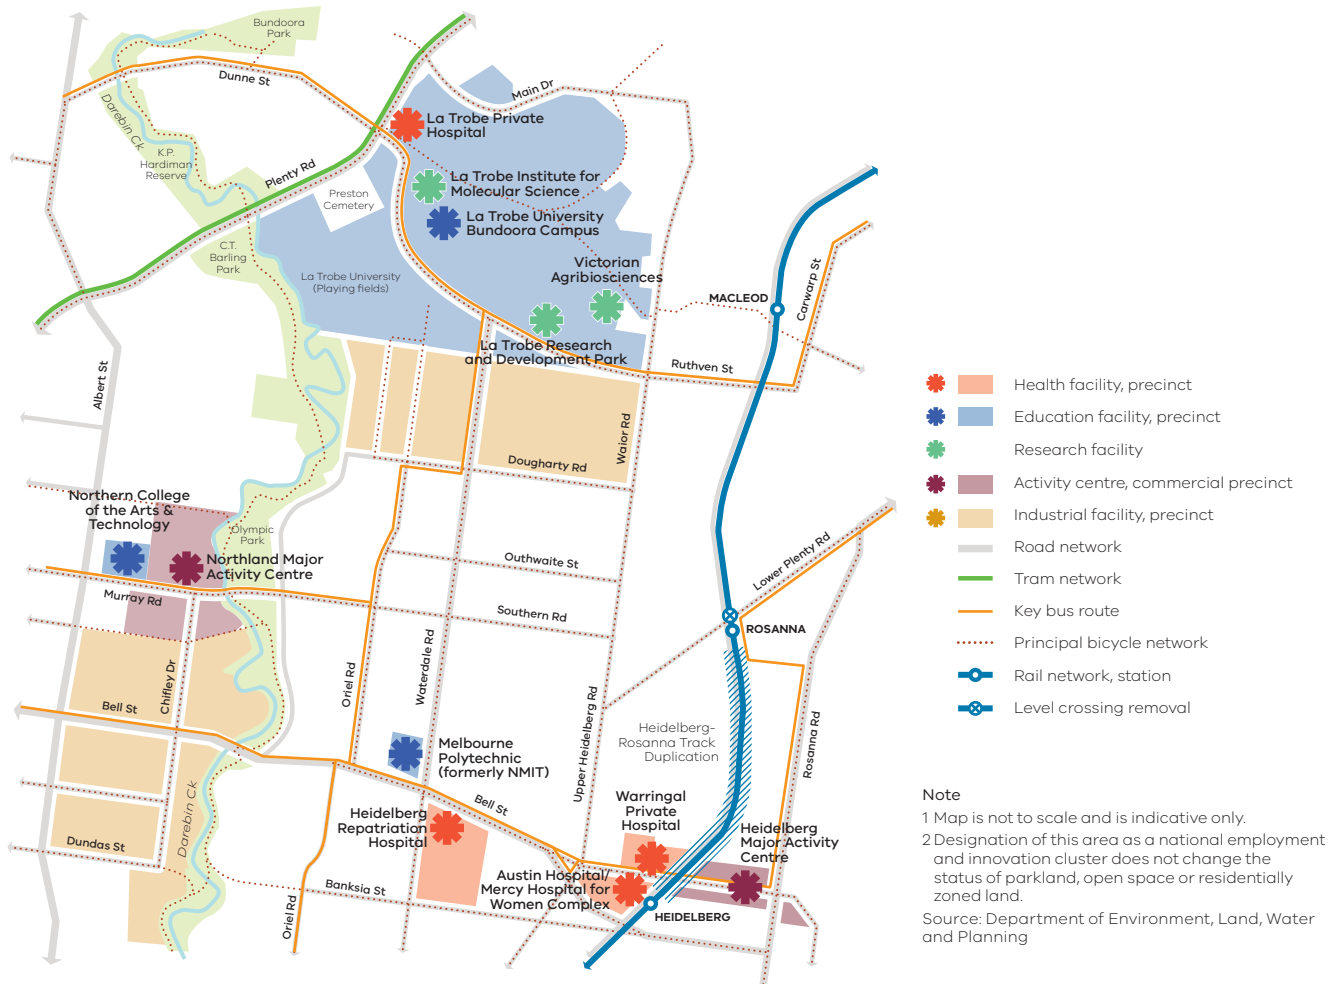 Bundoora
Park
Dunne St
Main Dr
Darebin Ck
La Trobe Private
Hospital
K.P.
Hardiman
Reserve
Plenty Rd
La Trobe Institute for
Molecular Science
Preston
Cemetery
La Trobe University
Bundoora Campus
C.T.
Barling
Park
La Trobe University
(Playing fields)
Victorian
Agribiosciences
MACLEOD
Carwarp St
La Trobe Research
and Development Park
Ruthven St
Albert St
Waior Rd
Dougharty Rd
Northern College
of the Arts &
Technology
Olympic
Park
Northland Major
Activity Centre
Murray Rd
Outhwaite St
Southern Rd
Lower Plenty Rd
ROSANNA
Chifley Dr
Oriel Rd
Waterdale Rd
Upper Heidelberg Rd
Rosanna Rd
Bell St
Heidelberg-
Rosanna Track
Duplication
Melbourne
Polytechnic
(formerly NMIT)
Bell St
Heidelberg
Repatriation
Hospital
Warringal
Private
Hospital
Heidelberg
Major Activity
Centre
Darebin Ck
Dundas St
Austin Hospital/
Mercy Hospital for
Women Complex
Banksia St
Oriel Rd
HEIDELBERG
Health facility, precinct
Education facility, precinct
Research facility
Activity centre, commercial precinct
Industrial facility, precinct
Road network
Tram network
Key bus route
Principal bicycle network
Rail network, station
Level crossing removal
Note
1 Map is not to scale and is indicative only.
2 Designation of this area as a national employment
and innovation cluster does not change the
status of parkland, open space or residentially
zoned land.
Source: Department of Environment, Land, Water
and Planning